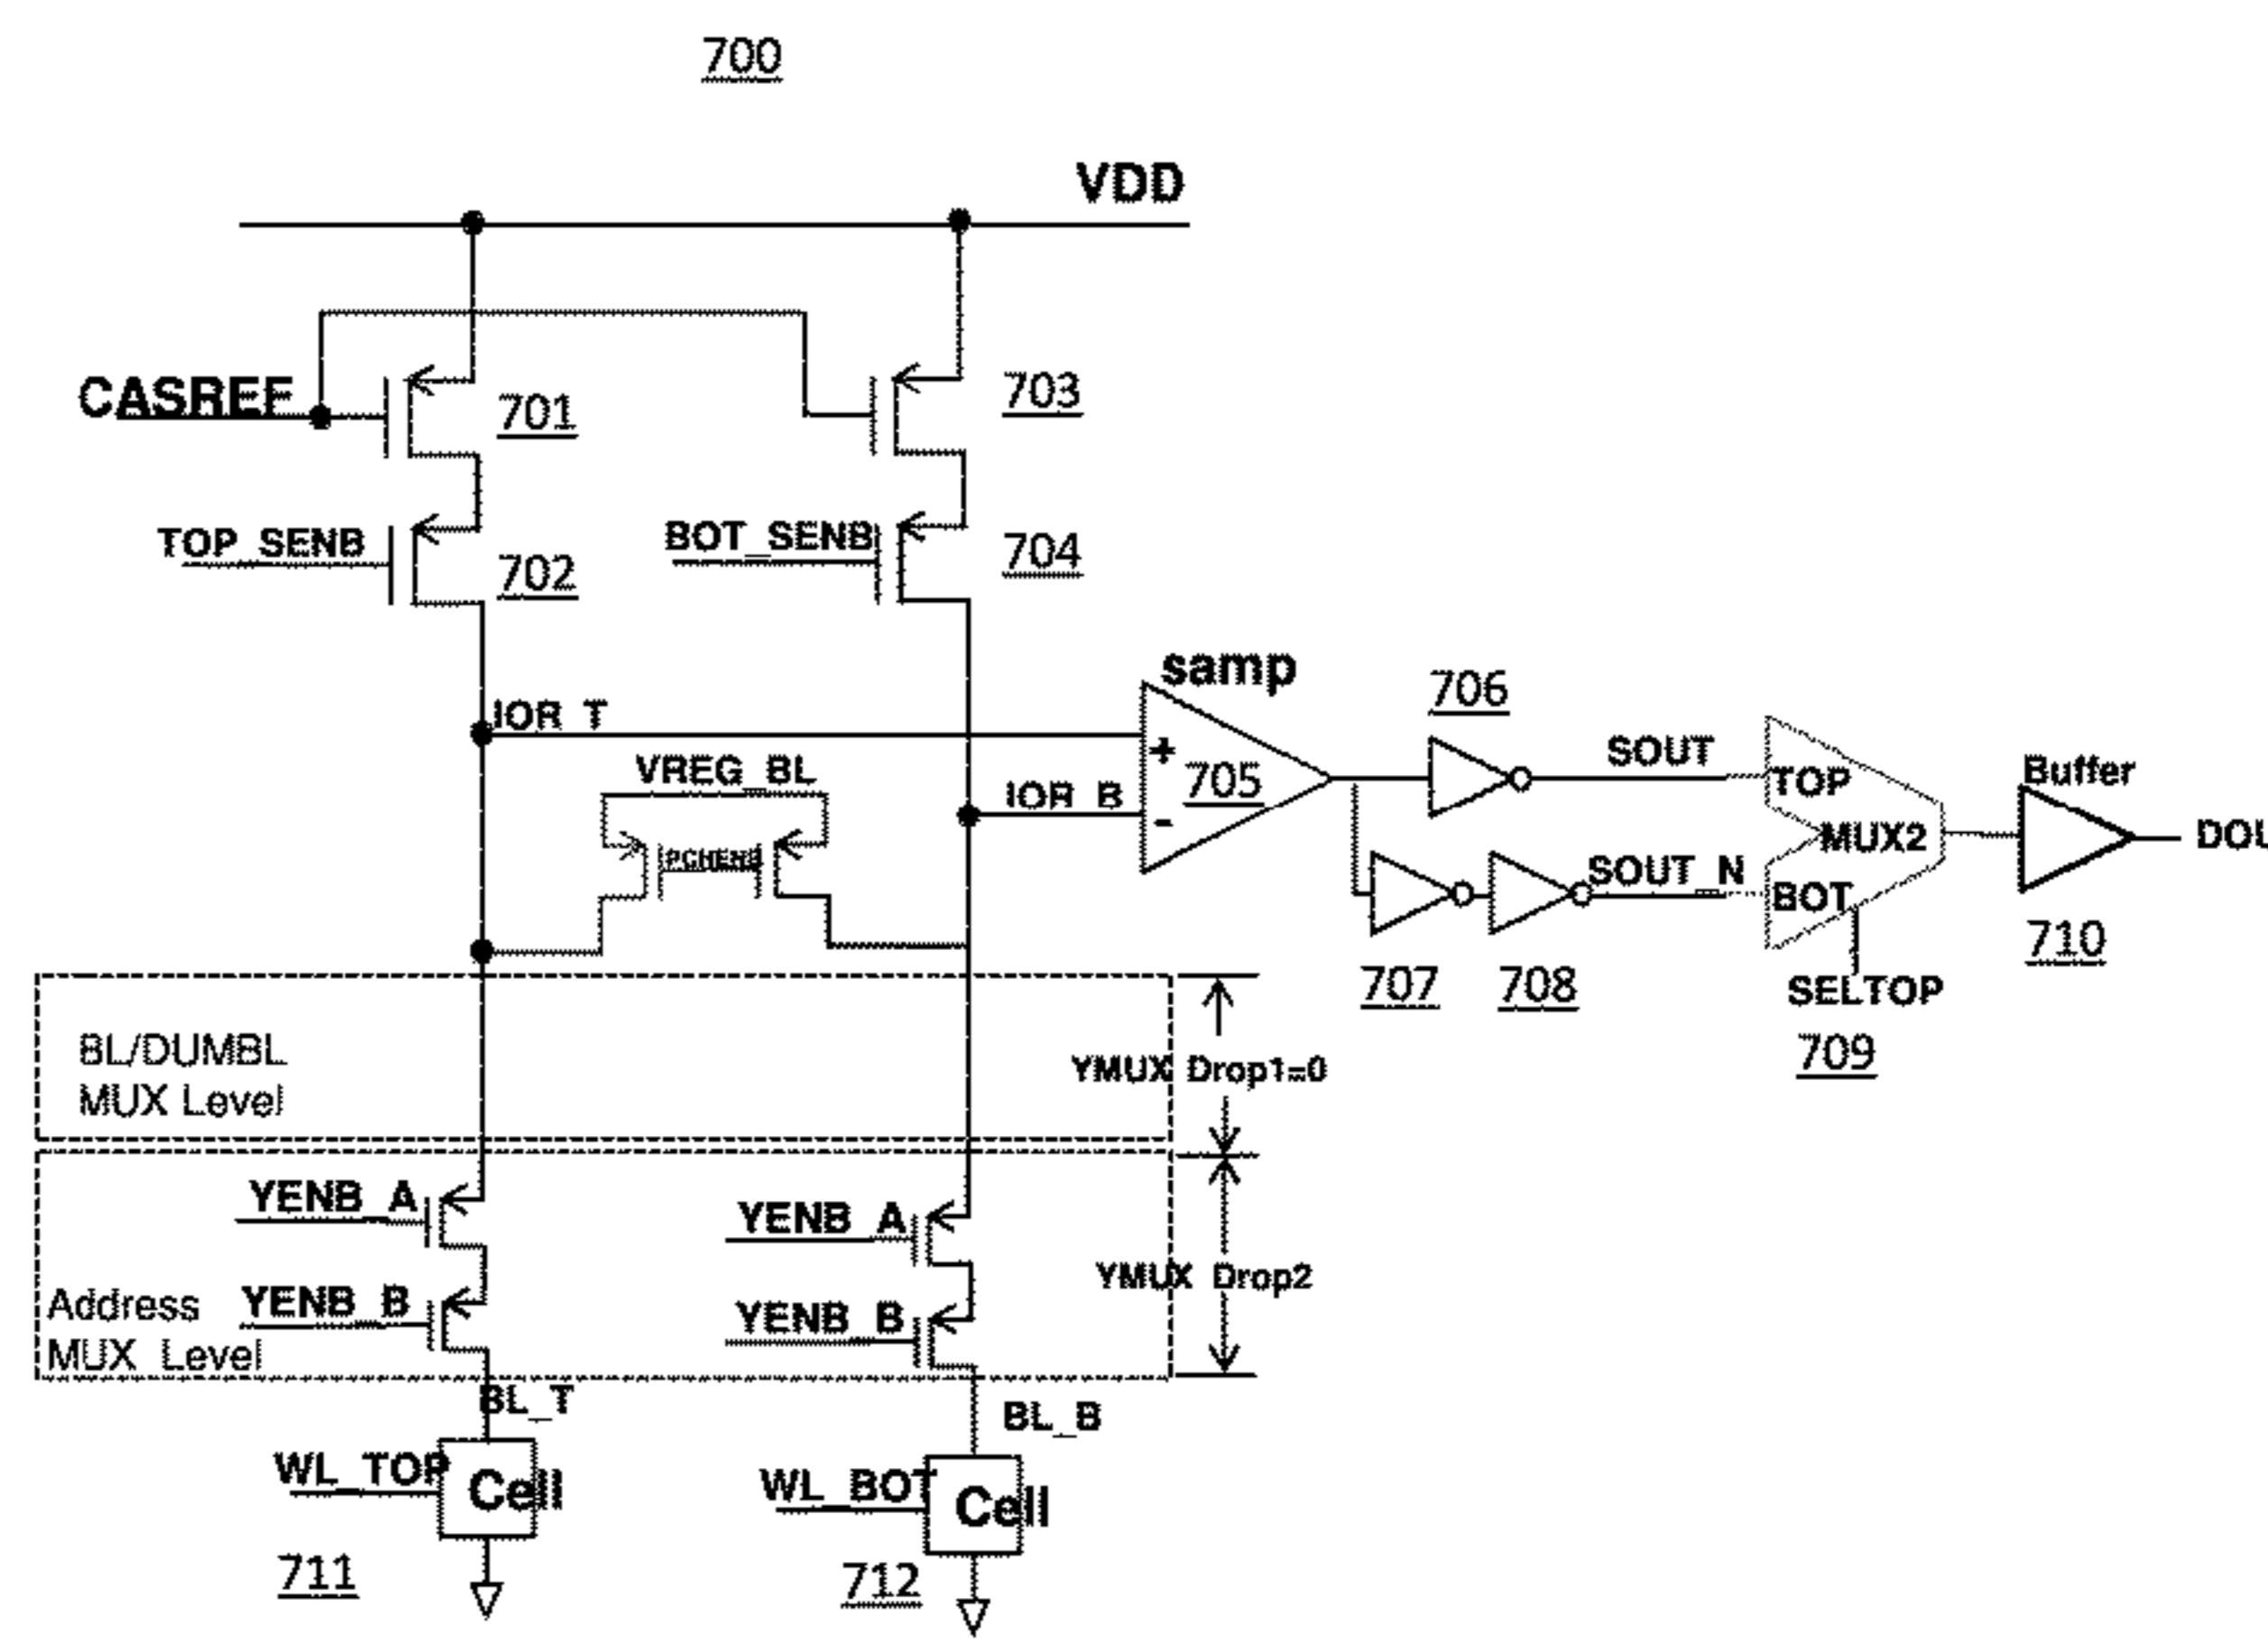 700
VDD
CASREF
701
703
TOP_SENB
702
BOT_SENB
704
samp
706
IOR_T
+
705
SOUT
TOP
Buffer
VREG_BL
IOR_B
-
MUX2
DOU
PCHENB
SOUT_N
BOT
710
707
708
SELTOP
709
BL/DUMBL
MUX Level
YMUX Drop1=0
YENB_A
YENB_A
YMUX Drop2
Address
MUX Level
YENB_B
YENB_B
BL_T
BL_B
WL_TOP
Cell
WL_BOT
Cell
711
712